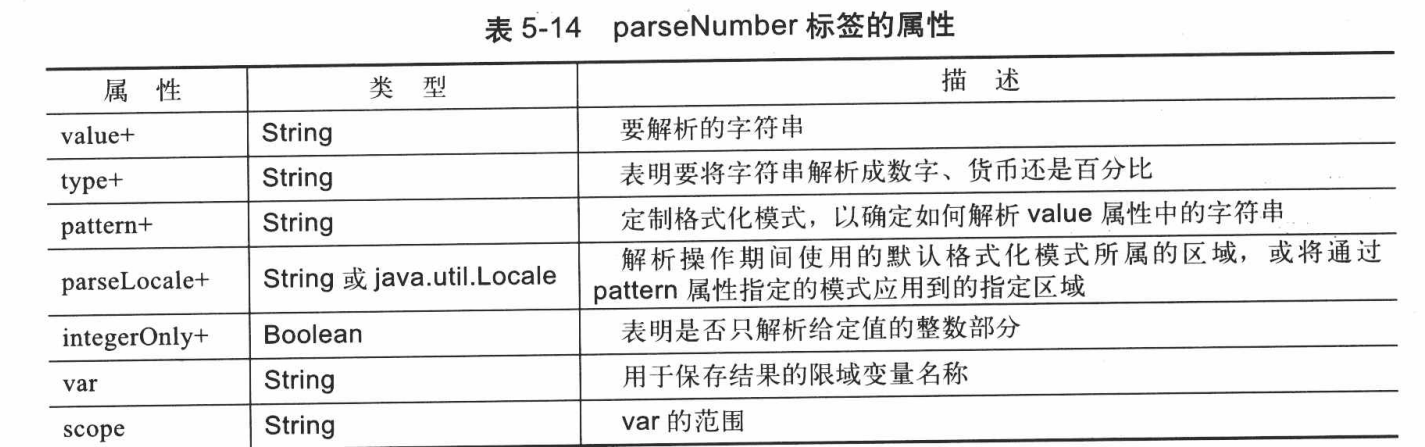 表 5-14 parseNumber 标签的属性
属 性 类 型 描 述
value+ String 要解析的字符串
type+ String 表明要将字符串解析成数字、货币还是百分比
pattern+ String 定制格式化模式，以确定如何解析 value 属性中的字符串
parseLocale+ String 或 java.util.Locale 解析操作期间使用的默认格式化模式所属的区域，或将通过
pattern 属性指定的模式应用到的指定区域
integerOnly+ Boolean 表明是否只解析给定值的整数部分
var String 用于保存结果的限域变量名称
scope String var 的范围